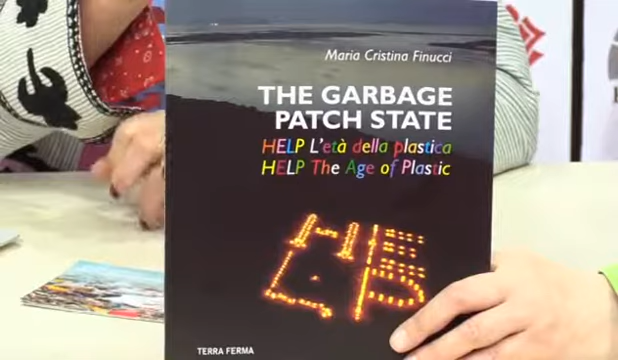 Maria Cristina Finucci
THE GARBAGE
PATCH STATE
HELP L'età della plastica
HELP The Age of Plastic
HELP
TERRA FERMA